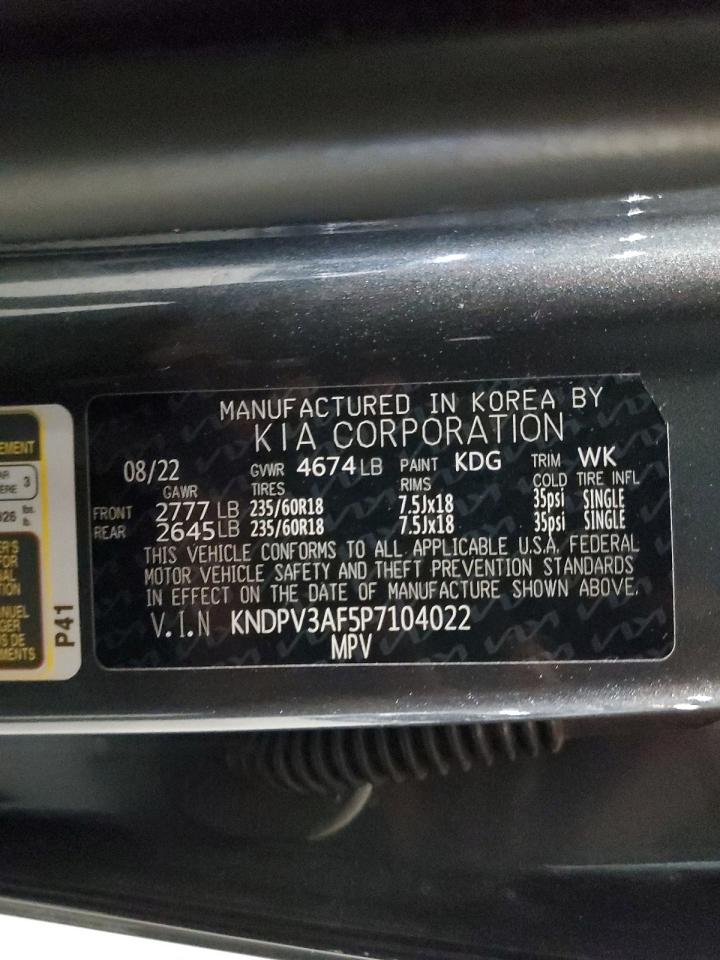 MANUFACTURED IN KOREA BY
KIA CORPORATION
08/22 GVWR 4674 LB PAINT KDG TRIM WK
GAWR TIRES RIMS COLD TIRE INFL
FRONT 2777 LB 235/60R18 7.5Jx18 35psi SINGLE
REAR 2645 LB 235/60R18 7.5Jx18 35psi SINGLE
THIS VEHICLE CONFORMS TO ALL APPLICABLE U.S.A. FEDERAL
MOTOR VEHICLE SAFETY AND THEFT PREVENTION STANDARDS
IN EFFECT ON THE DATE OF MANUFACTURE SHOWN ABOVE.
V.I.N KNDPV3AF5P7104022
MPV
3
lbs.
lb.
P41